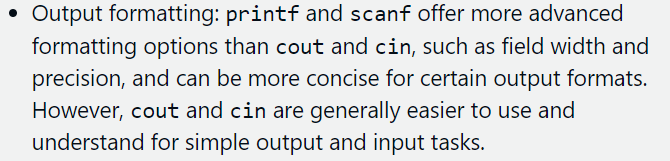 • Output formatting: printf and scanf offer more advanced
formatting options than cout and cin, such as field width and
precision, and can be more concise for certain output formats.
However, cout and cin are generally easier to use and
understand for simple output and input tasks.